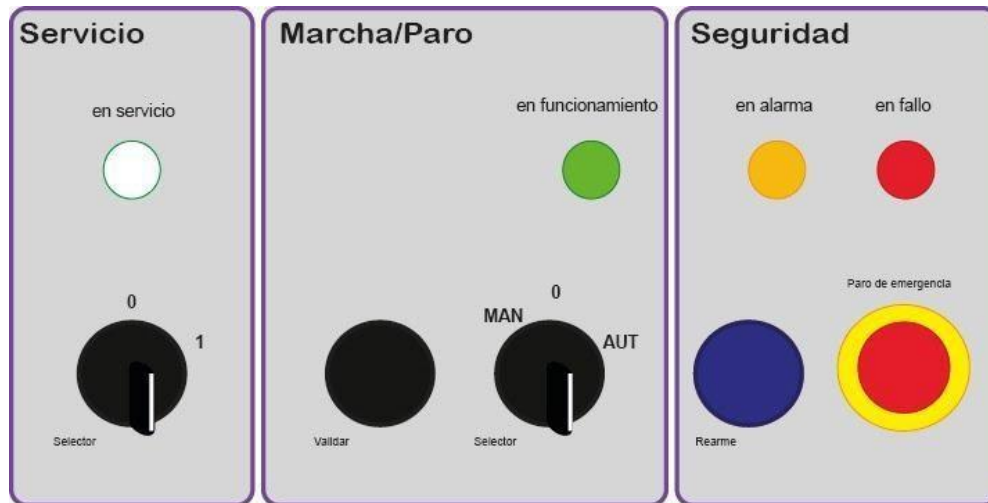 Servicio
en servicio
0
1
Selector
Marcha/Paro
en funcionamiento
0
MAN
AUT
Validar
Selector
Seguridad
en alarma
en fallo
Paro de emergencia
Rearme